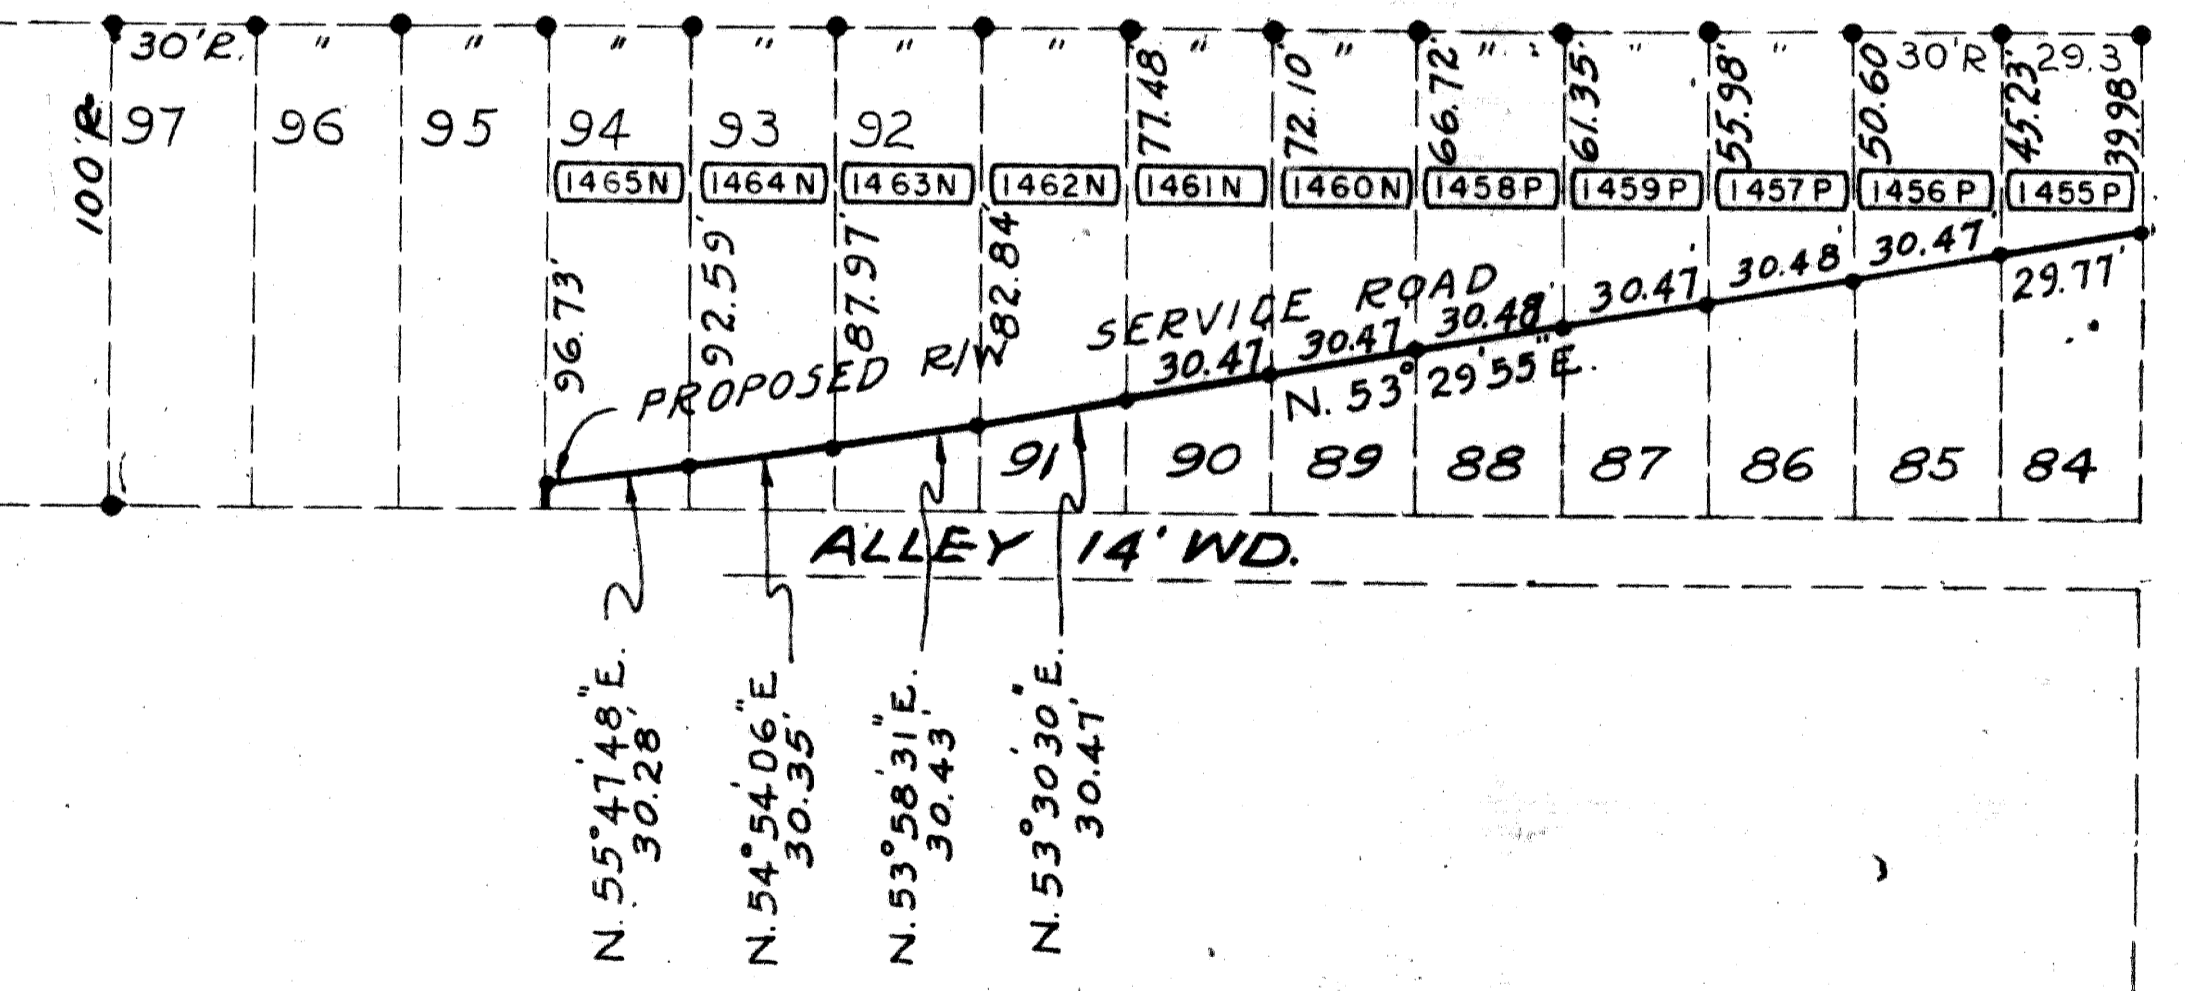 30'R. " " " " " " " " " " " 30'R 29.3
100'R.
97 96 95 94 93 92
77.48' 72.10' 66.72' 61.35' 55.98' 50.60' 45.23' 39.98'
1465N 1464N 1463N 1462N 1461N 1460N 1458P 1459P 1457P 1456P 1455P
96.73' 92.59' 87.97' 82.84'
PROPOSED R/W SERVICE ROAD
30.47 30.47 30.48' 30.47' 30.48' 30.47' 29.77'
N. 53° 29' 55" E.
91 90 89 88 87 86 85 84
ALLEY 14' WD.
N. 55° 47' 48" E.
30.28'
N. 54° 54' 06" E
30.35'
N. 53° 58' 31" E.
30.43'
N. 53° 30' 30" E.
30.47'